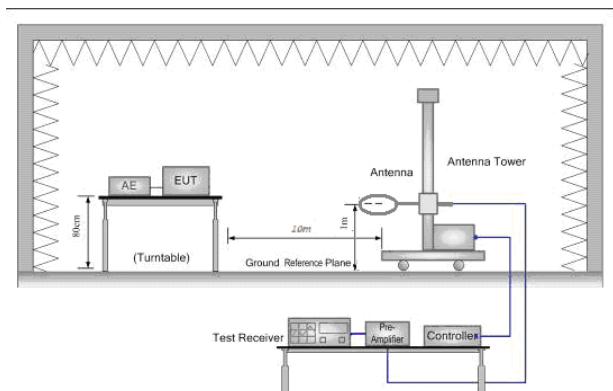 Antenna
Antenna Tower
AE
EUT
80cm
(Turntable)
10m
1m
Ground Reference Plane
Test Receiver
Pre-
Amplifier
Controller